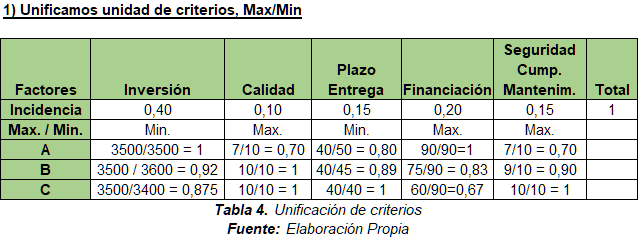 1) Unificamos unidad de criterios, Max/Min
Factores Inversión Calidad Plazo Entrega Financiación Seguridad Cump. Mantenim. Total
Incidencia 0,40 0,10 0,15 0,20 0,15 1
Max. / Min. Min. Max. Min. Max. Max.
A 3500/3500 = 1 7/10 = 0,70 40/50 = 0,80 90/90=1 7/10 = 0,70
B 3500 / 3600 = 0,92 10/10 = 1 40/45 = 0,89 75/90 = 0,83 9/10 = 0,90
C 3500/3400 = 0,875 10/10 = 1 40/40 = 1 60/90=0,67 10/10 = 1
Tabla 4. Unificación de criterios
Fuente: Elaboración Propia